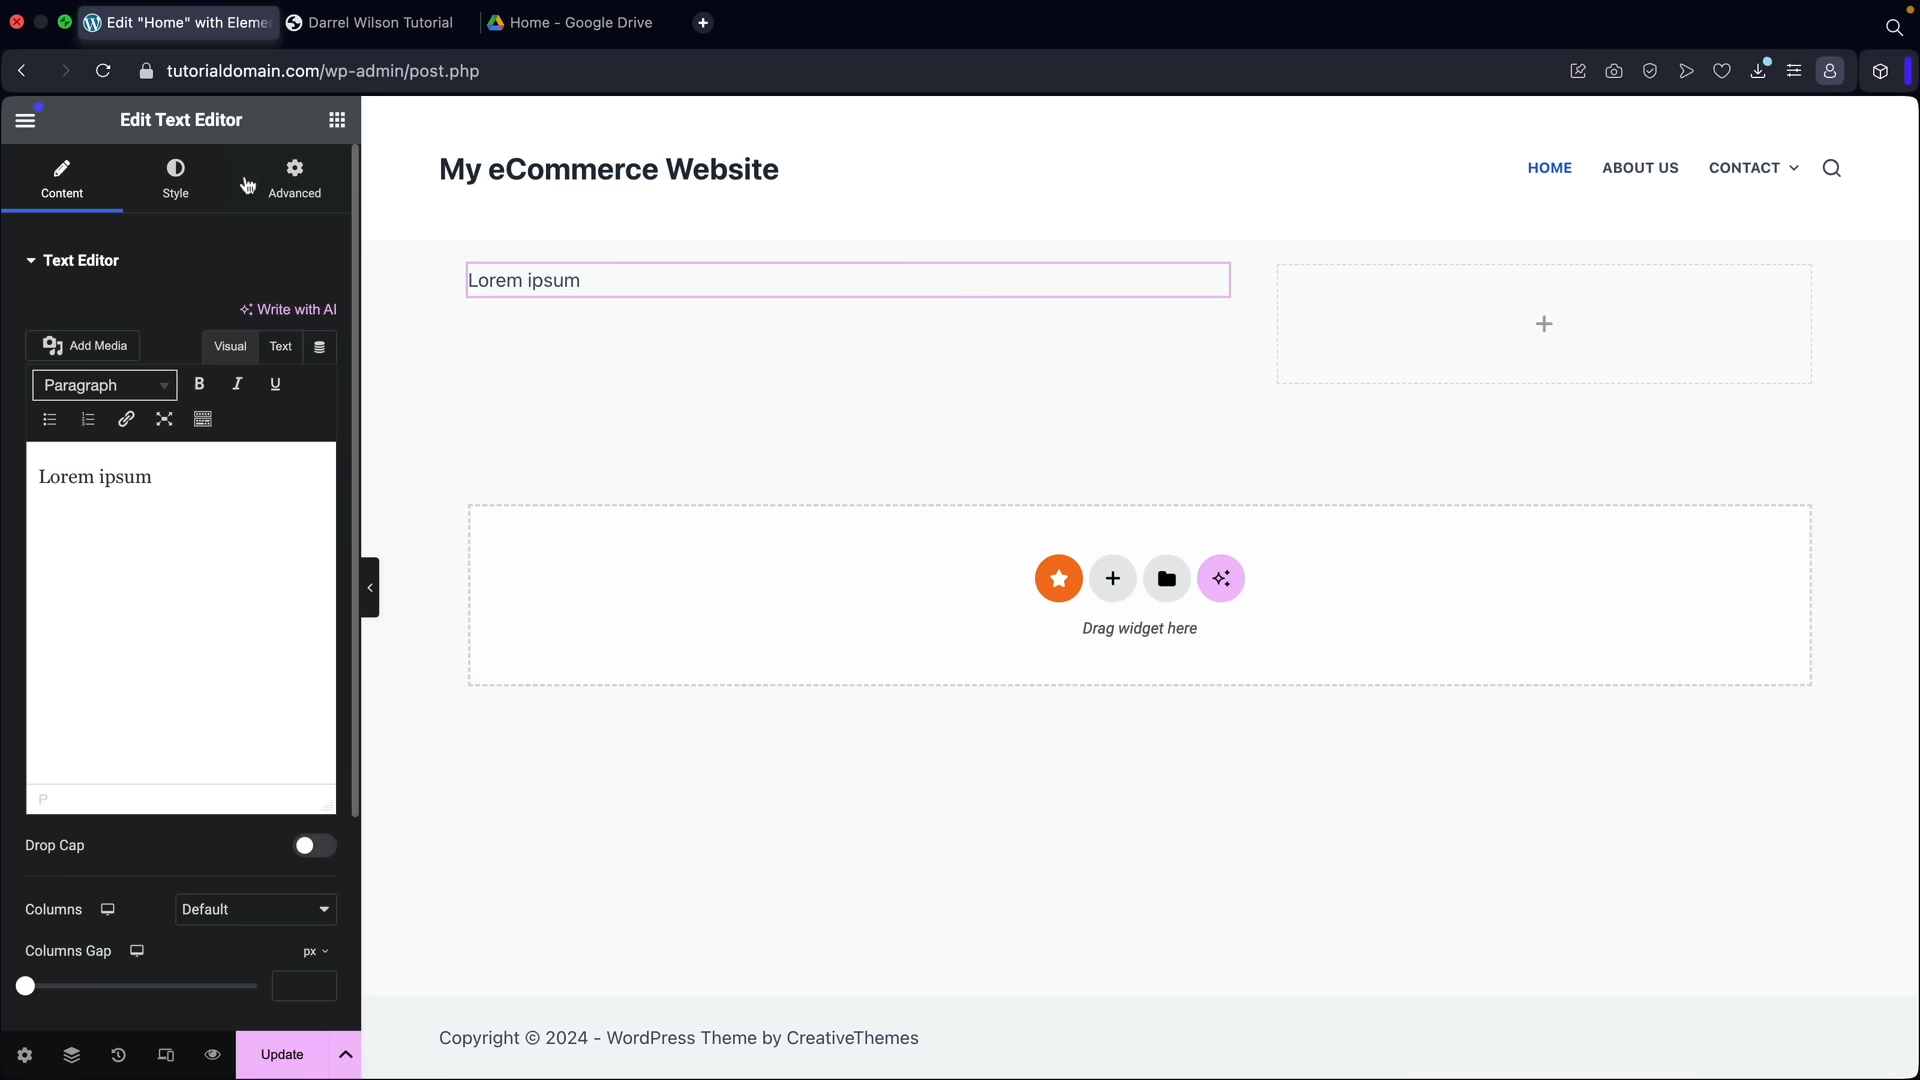 Edit "Home" with Eleme
Darrel Wilson Tutorial
Home - Google Drive
tutorialdomain.com/wp-admin/post.php
Edit Text Editor
Content
Style
Advanced
Text Editor
Write with AI
Add Media
Visual
Text
Paragraph
B
I
U
Lorem ipsum
P
Drop Cap
Columns
Default
Columns Gap
px
Update
My eCommerce Website
HOME
ABOUT US
CONTACT
Lorem ipsum
Drag widget here
Copyright © 2024 - WordPress Theme by CreativeThemes